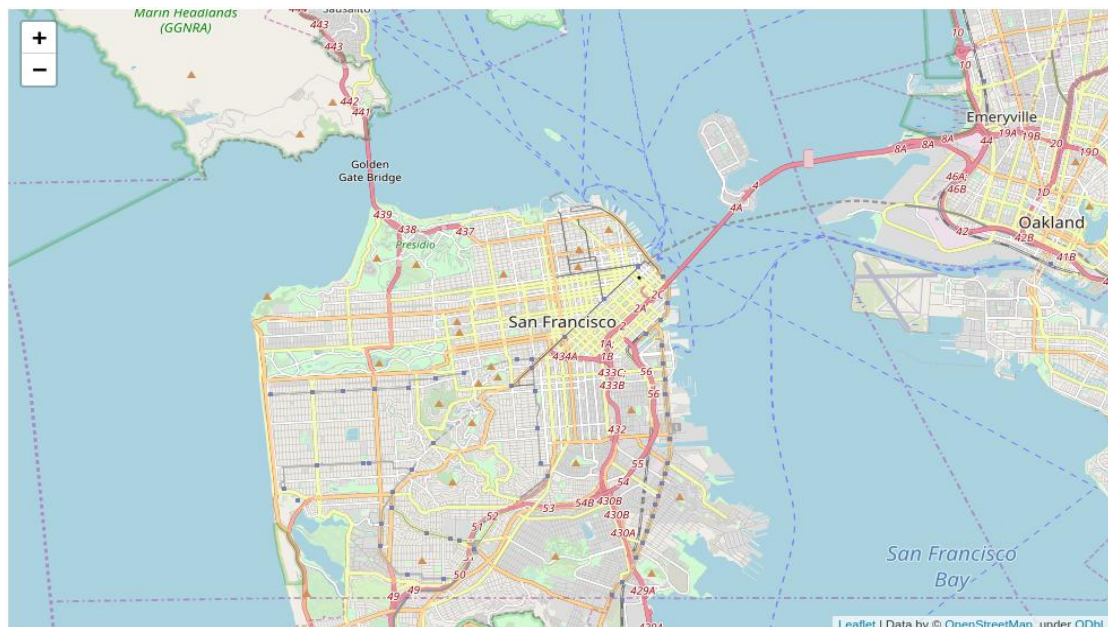 Marin Headlands
(GGNRA)
Sausalito
443
443
442
441
+
−
10
10
Emeryville
19A 19B
20
19D
44
8A
8A
8A
46A;
46B
1D
4
4A
Golden
Gate Bridge
439
438
437
Presidio
42
42B
41B
Oakland
San Francisco
2C
2A
2
1A;
1B
434A
433C;
433B
56
56
432
55
54
54B
53
52
51
50
49
49
430B
430B
430A
429A
San Francisco
Bay
Leaflet | Data by © OpenStreetMap, under ODbL